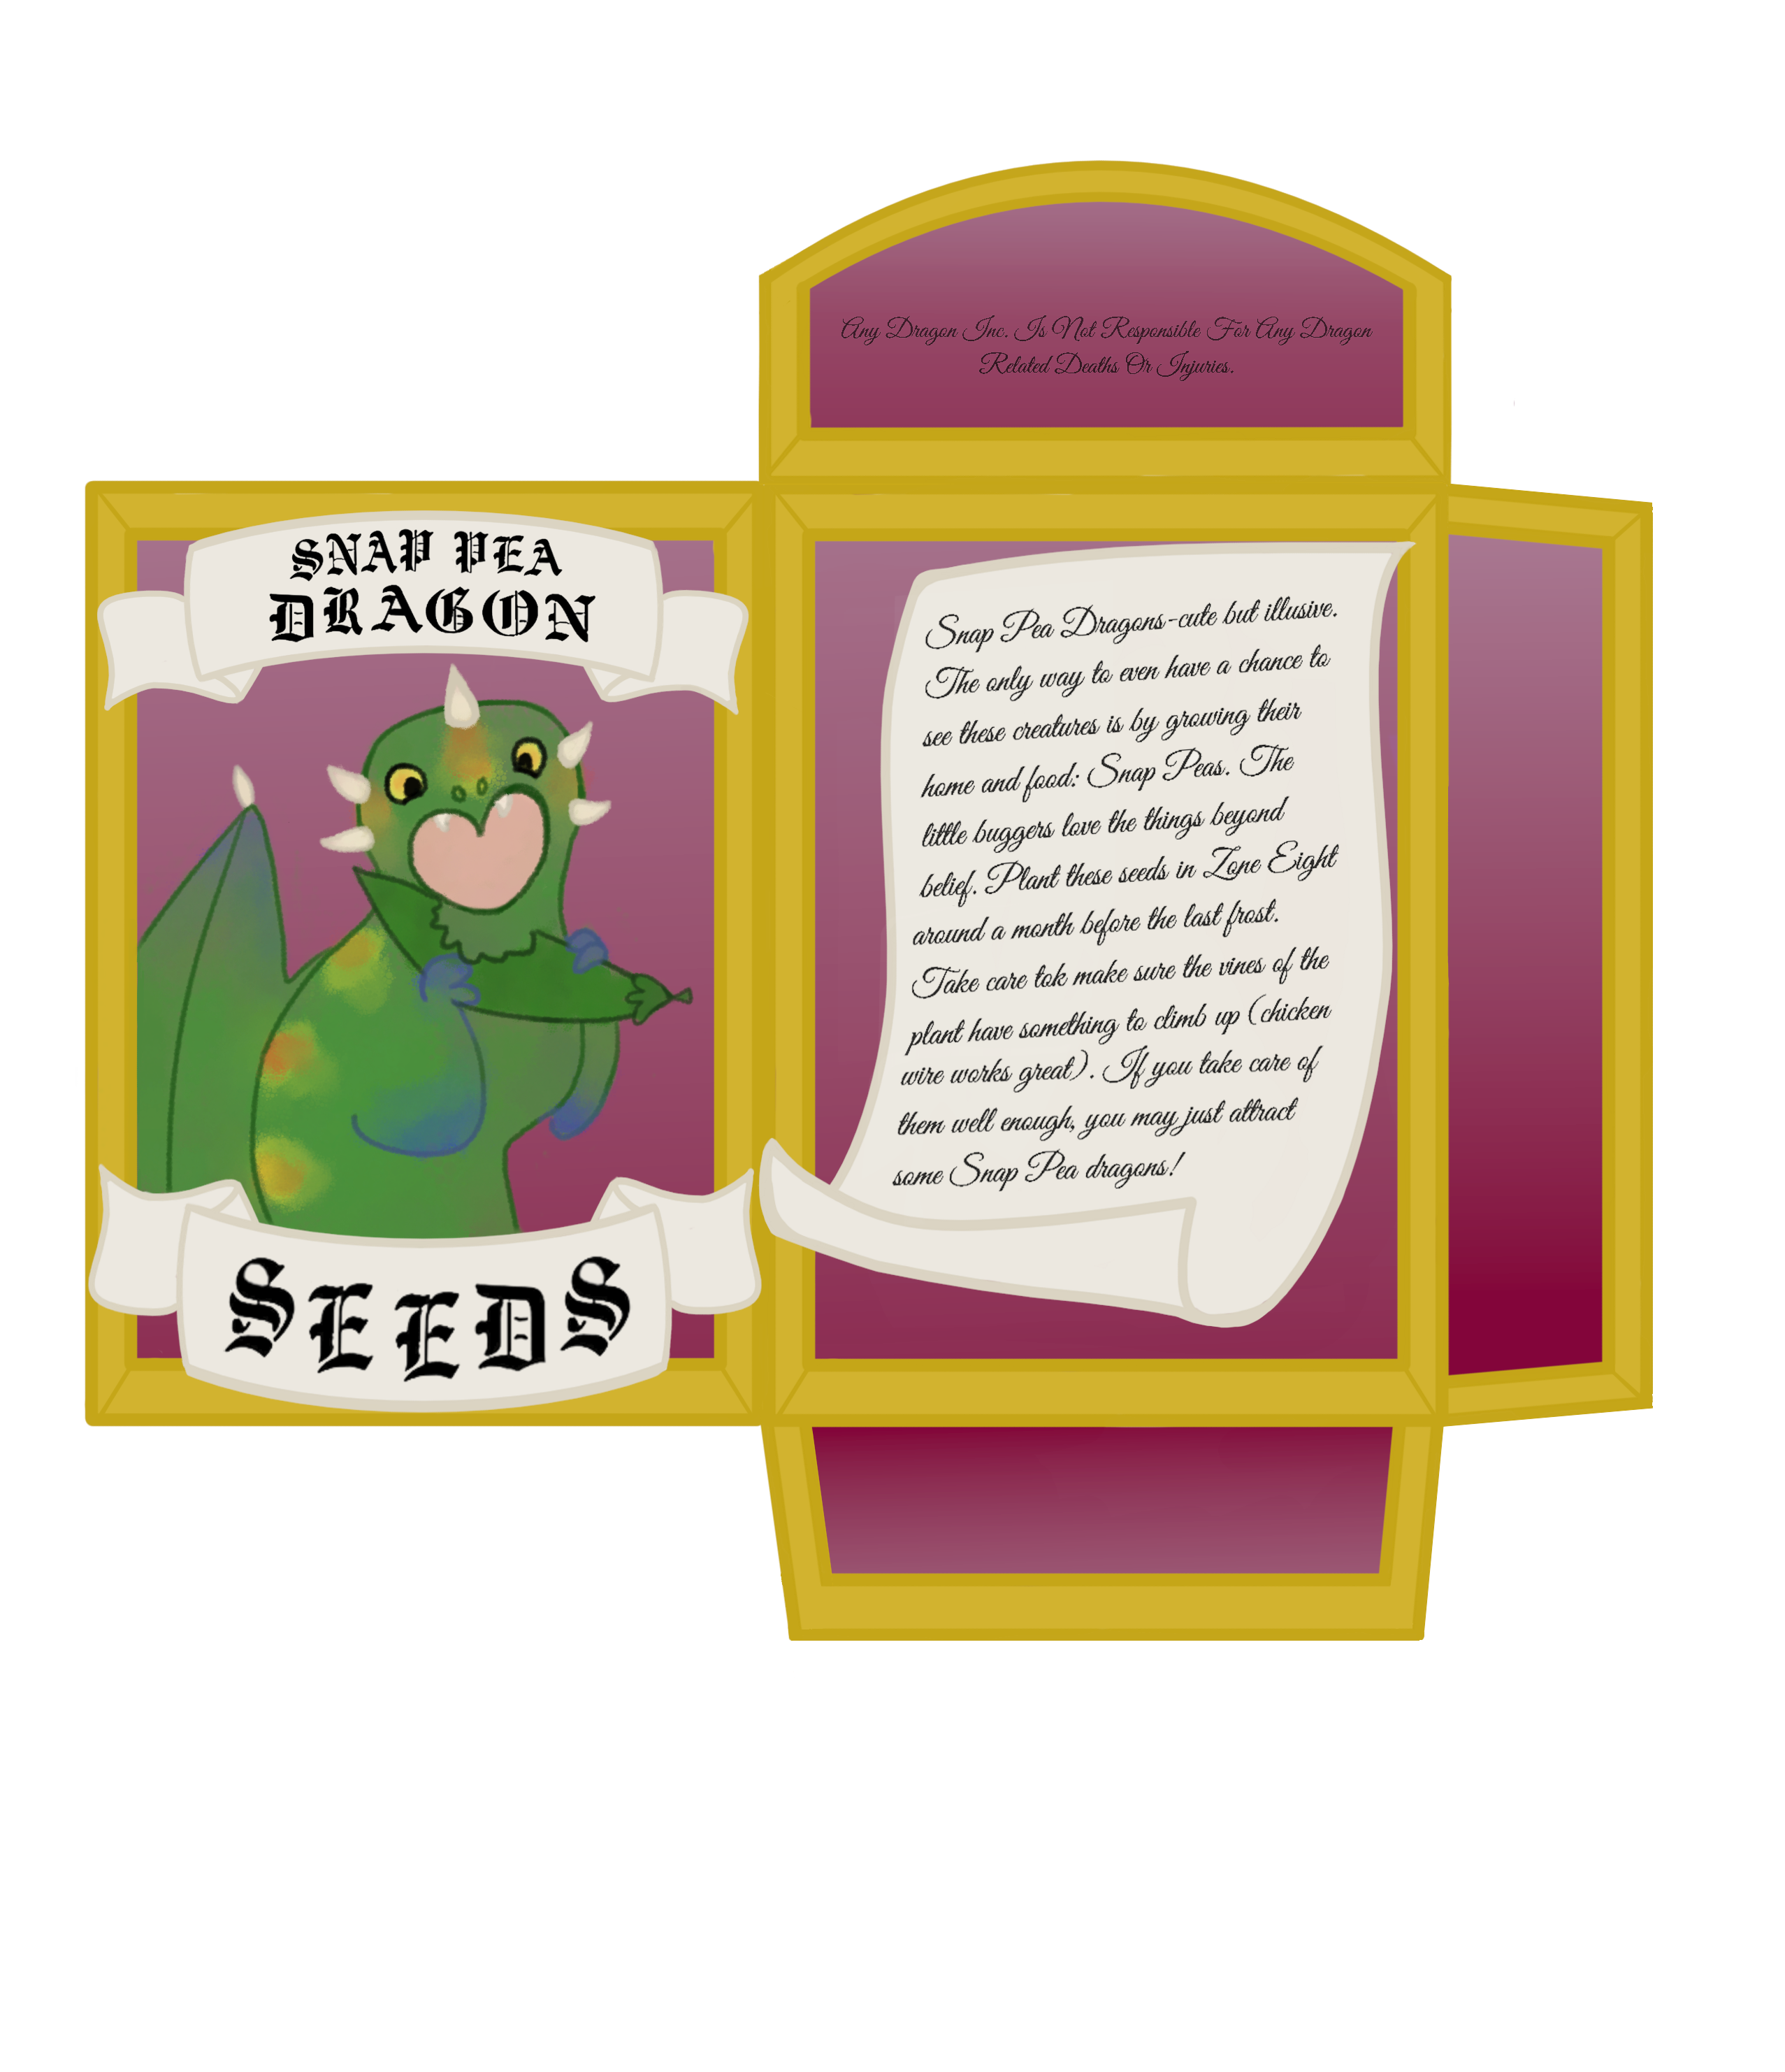 Any Dragon Inc. Is Not Responsible For Any Dragon
Related Deaths Or Injuries.
SNAP PEA
DRAGON
SEEDS
Snap Pea Dragons-cute but illusive.
The only way to even have a chance to
see these creatures is by growing their
home and food: Snap Peas. The
little buggers love the things beyond
belief. Plant these seeds in Zone Eight
around a month before the last frost.
Take care tok make sure the vines of the
plant have something to climb up (chicken
wire works great). If you take care of
them well enough, you may just attract
some Snap Pea dragons!